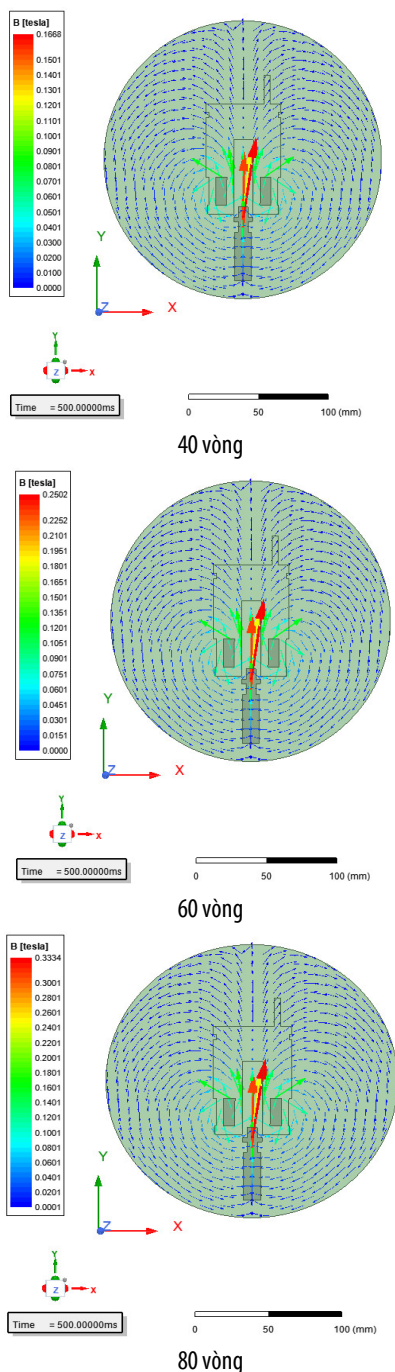 B [tesla]
0.1668
0.1501
0.1401
0.1301
0.1201
0.1101
0.1001
0.0901
0.0801
0.0701
0.0601
0.0501
0.0401
0.0301
0.0200
0.0100
0.0000
Y
Z
X
Y
Z
X
Time = 500.00000ms
0 50 100 (mm)
40 vòng
B [tesla]
0.2502
0.2252
0.2101
0.1951
0.1801
0.1651
0.1501
0.1351
0.1201
0.1051
0.0901
0.0751
0.0601
0.0451
0.0301
0.0151
0.0000
Y
Z
X
Y
Z
X
Time = 500.00000ms
0 50 100 (mm)
60 vòng
B [tesla]
0.3334
0.3001
0.2801
0.2601
0.2401
0.2201
0.2001
0.1801
0.1601
0.1401
0.1201
0.1001
0.0801
0.0601
0.0401
0.0201
0.0001
Y
Z
X
Y
Z
X
Time = 500.00000ms
0 50 100 (mm)
80 vòng